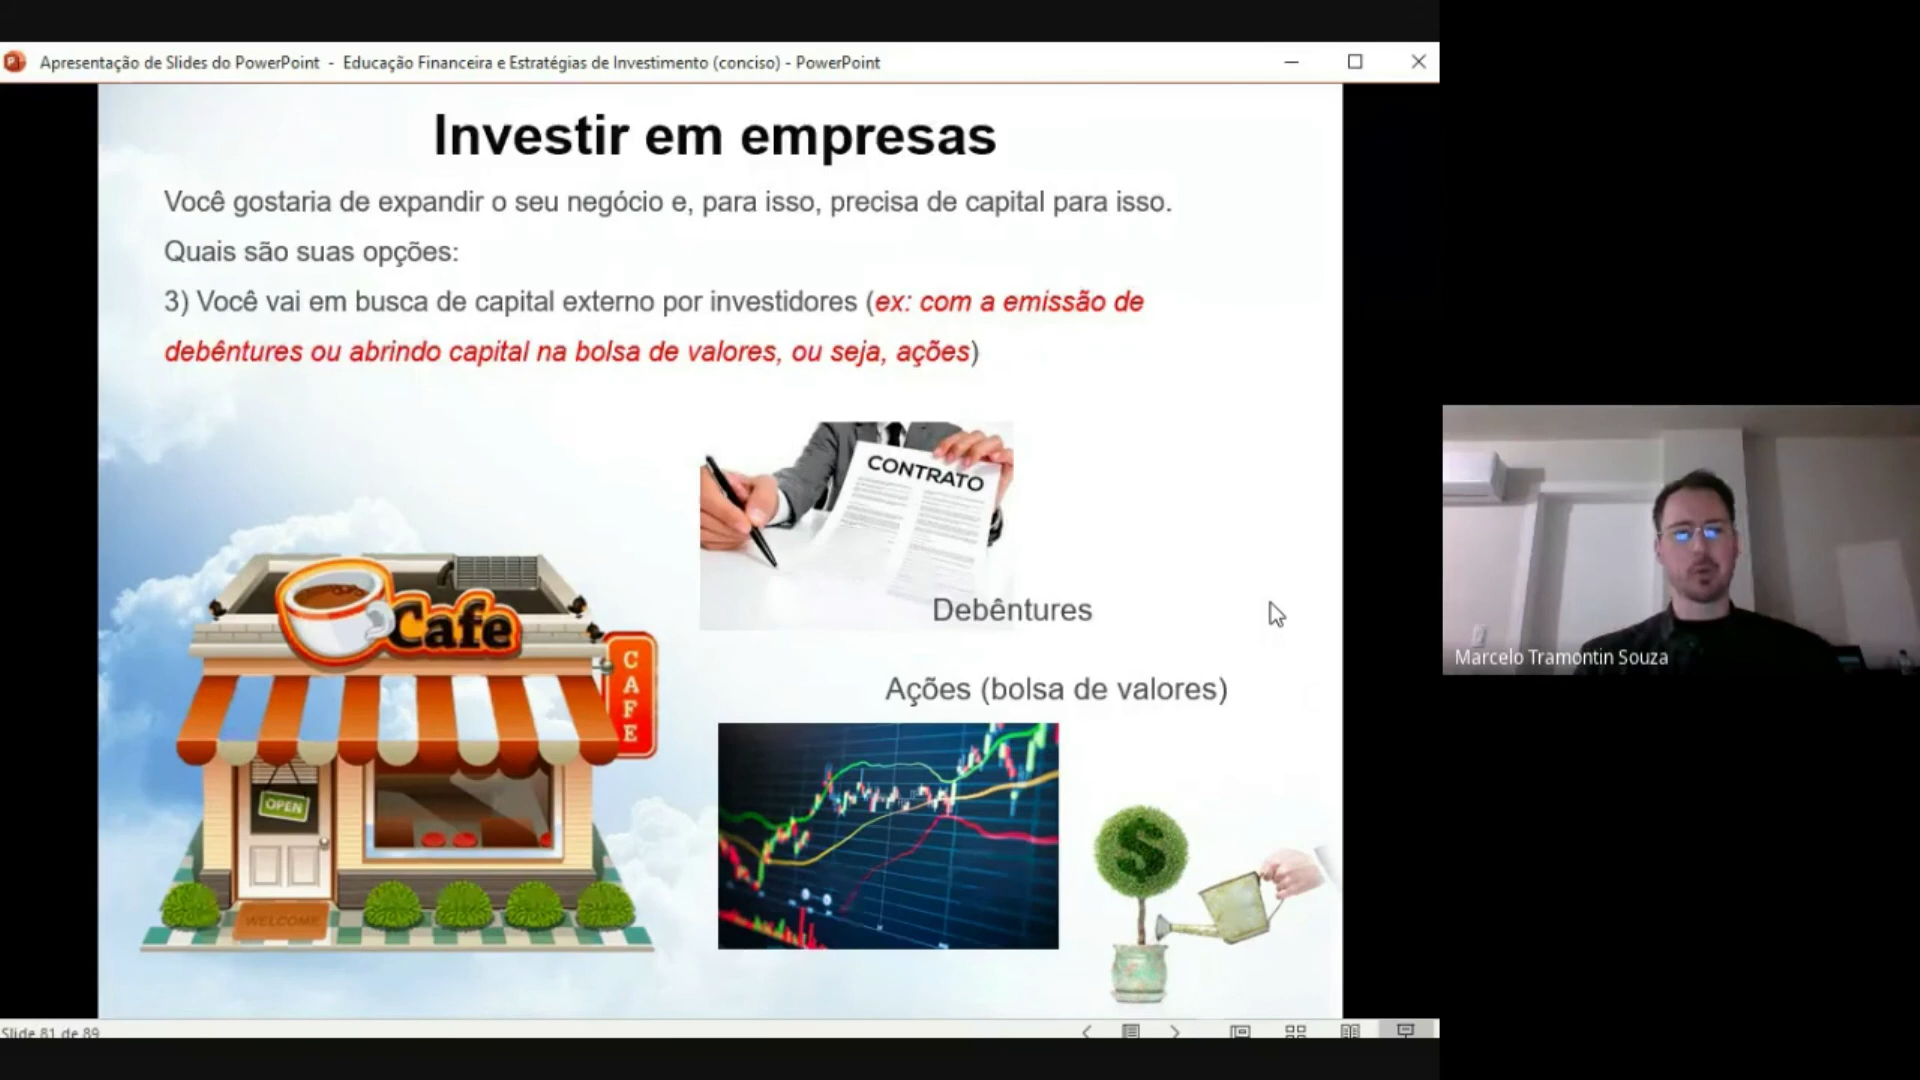 Apresentação de Slides do PowerPoint - Educação Financeira e Estratégias de Investimento (conciso) - PowerPoint
Investir em empresas
Você gostaria de expandir o seu negócio e, para isso, precisa de capital para isso.
Quais são suas opções:
3) Você vai em busca de capital externo por investidores (ex: com a emissão de
debêntures ou abrindo capital na bolsa de valores, ou seja, ações)
CONTRATO
Debêntures
Cafe
CAFE
OPEN
WELCOME
Ações (bolsa de valores)
$
Marcelo Tramontin Souza
Slide 81 de 89